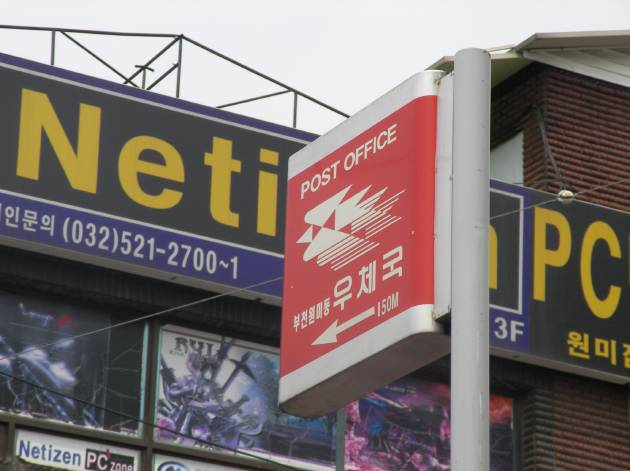 Neti
인문의 (032)521-2700~1
POST OFFICE
부천원미동 우체국
150M
n PC
3F
원미
Netizen PC zone